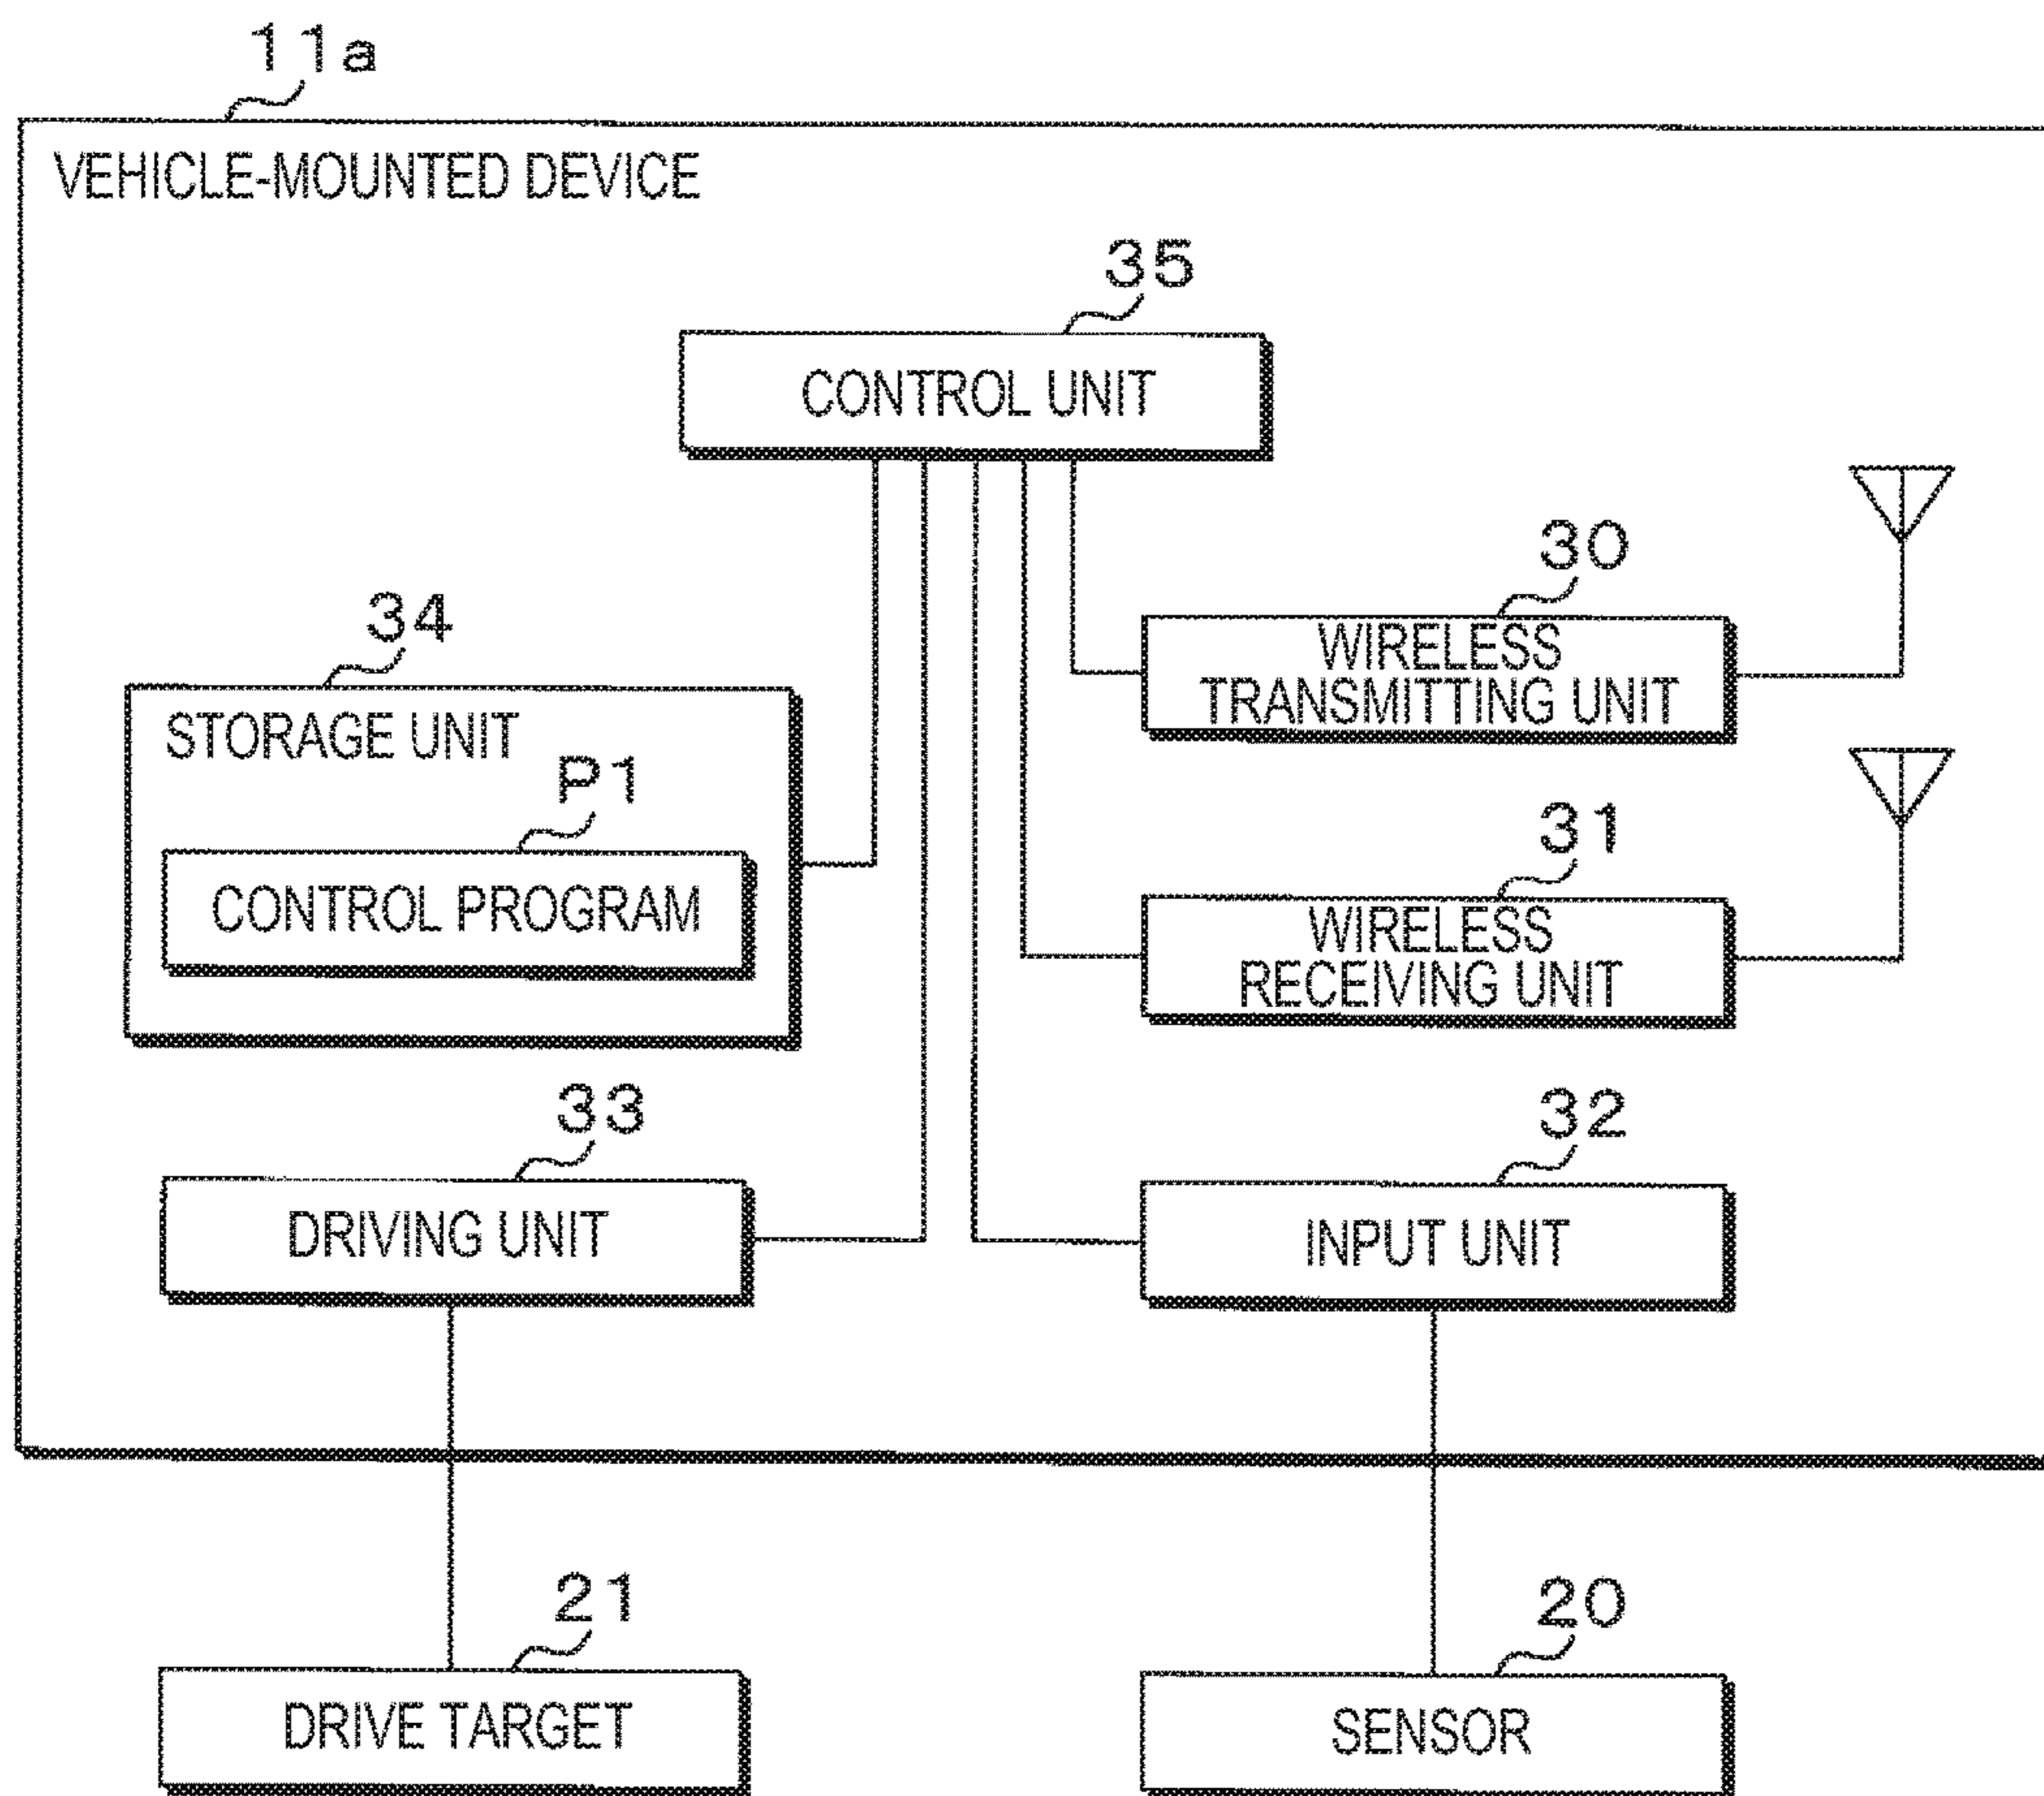 11a
VEHICLE-MOUNTED DEVICE
35
CONTROL UNIT
30
WIRELESS
TRANSMITTING UNIT
34
STORAGE UNIT
P1
CONTROL PROGRAM
31
WIRELESS
RECEIVING UNIT
33
DRIVING UNIT
32
INPUT UNIT
21
DRIVE TARGET
20
SENSOR